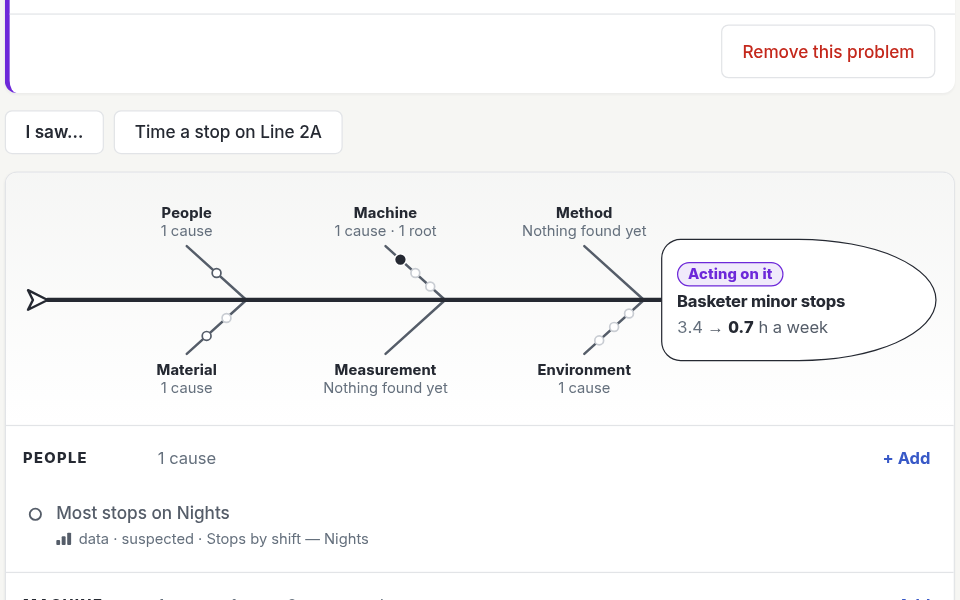 Remove this problem
I saw...
Time a stop on Line 2A
People
1 cause
Machine
1 cause · 1 root
Method
Nothing found yet
Acting on it
Basketer minor stops
3.4 → 0.7 h a week
Material
1 cause
Measurement
Nothing found yet
Environment
1 cause
PEOPLE
1 cause
+ Add
Most stops on Nights
data · suspected · Stops by shift — Nights